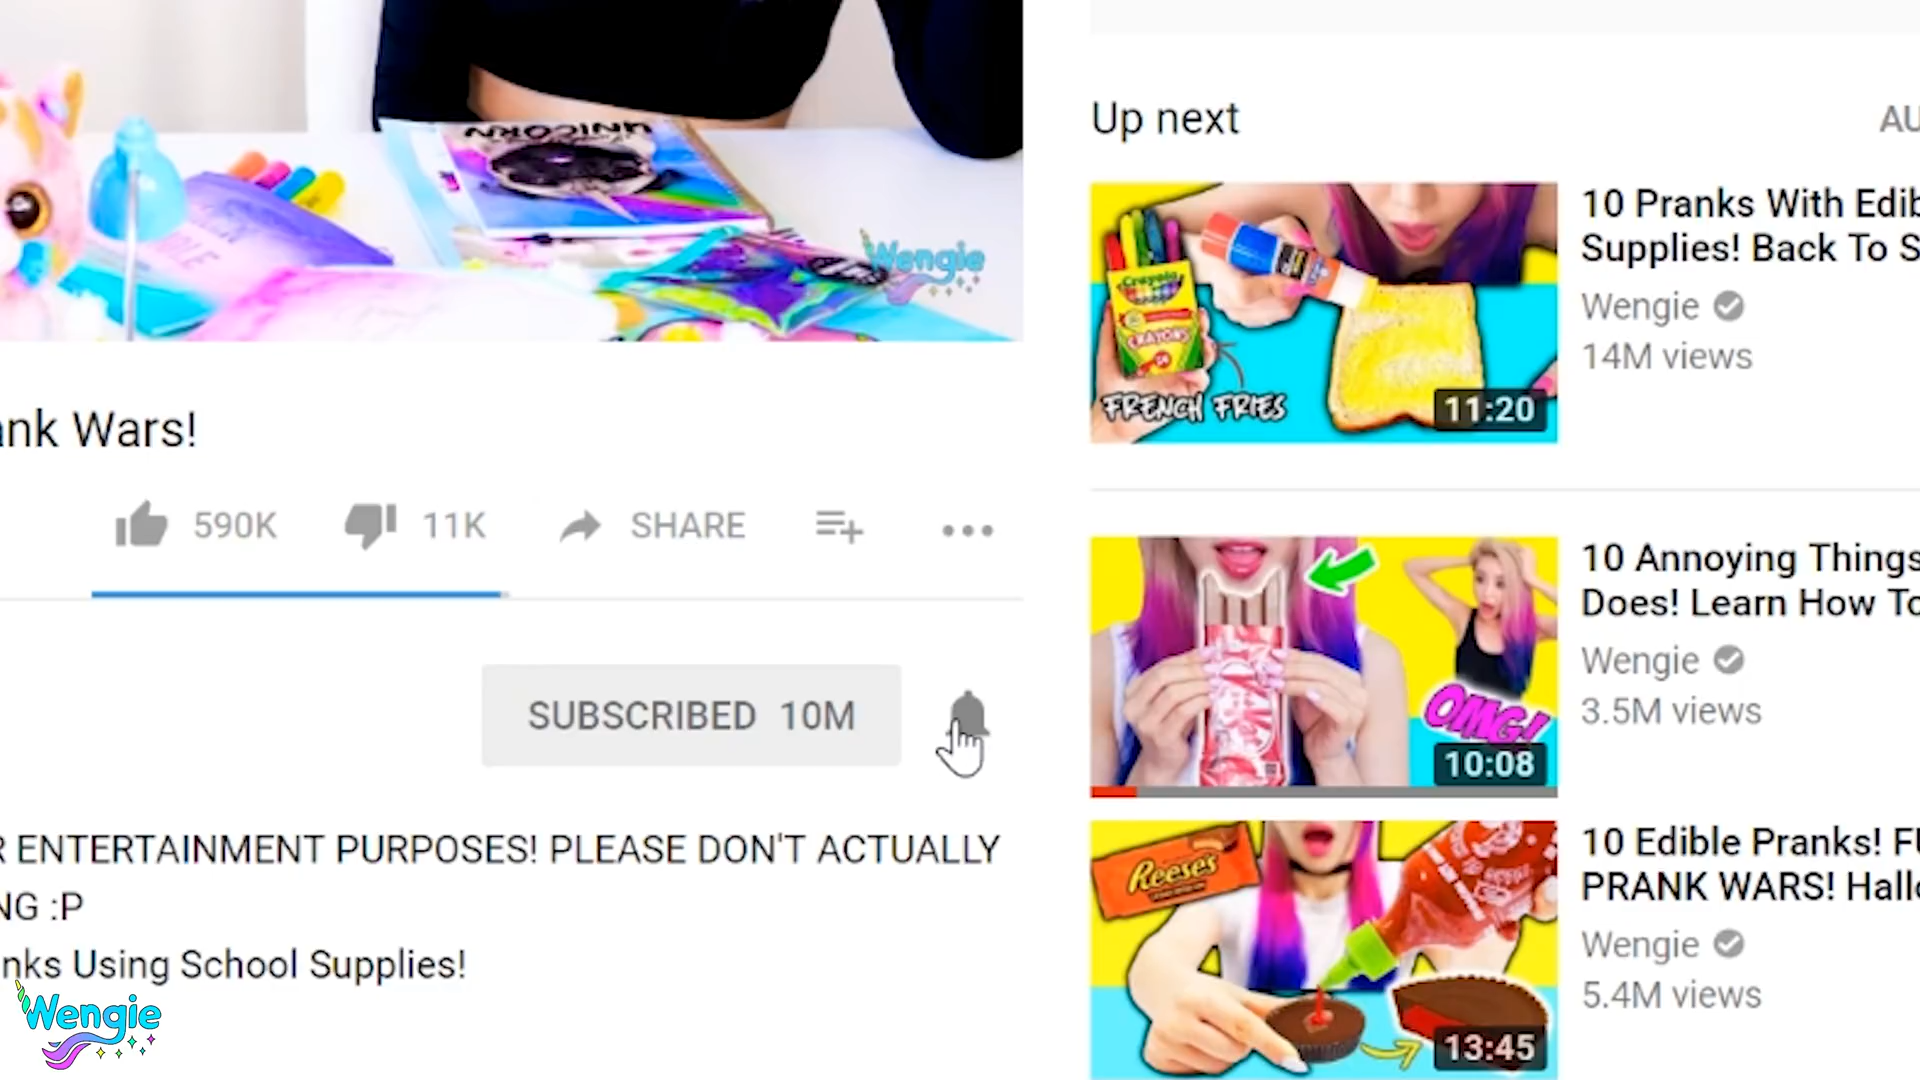 UNICORN
Wengie
ank Wars!
590K
11K
SHARE
SUBSCRIBED 10M
R ENTERTAINMENT PURPOSES! PLEASE DON'T ACTUALLY
NG :P
nks Using School Supplies!
Wengie
Up next
AU
Crayola
CRAYONS
FRENCH FRIES
11:20
10 Pranks With Edib
Supplies! Back To S
Wengie
14M views
OMG!
10:08
10 Annoying Things
Does! Learn How To
Wengie
3.5M views
Reese's
13:45
10 Edible Pranks! FU
PRANK WARS! Hallo
Wengie
5.4M views